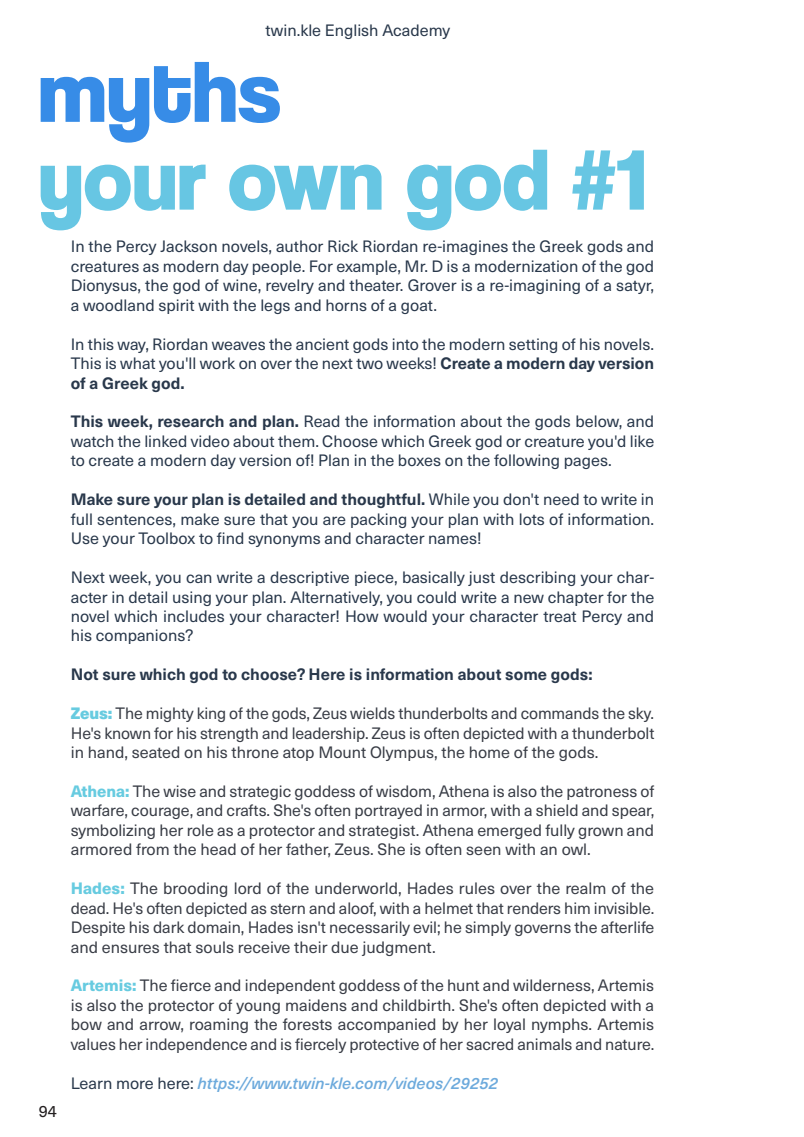 twin.kle English Academy
myths
your own god #1
In the Percy Jackson novels, author Rick Riordan re-imagines the Greek gods and
creatures as modern day people. For example, Mr. D is a modernization of the god
Dionysus, the god of wine, revelry and theater. Grover is a re-imagining of a satyr,
a woodland spirit with the legs and horns of a goat.
In this way, Riordan weaves the ancient gods into the modern setting of his novels.
This is what you'll work on over the next two weeks! Create a modern day version
of a Greek god.
This week, research and plan. Read the information about the gods below, and
watch the linked video about them. Choose which Greek god or creature you'd like
to create a modern day version of! Plan in the boxes on the following pages.
Make sure your plan is detailed and thoughtful. While you don't need to write in
full sentences, make sure that you are packing your plan with lots of information.
Use your Toolbox to find synonyms and character names!
Next week, you can write a descriptive piece, basically just describing your char-
acter in detail using your plan. Alternatively, you could write a new chapter for the
novel which includes your character! How would your character treat Percy and
his companions?
Not sure which god to choose? Here is information about some gods:
Zeus: The mighty king of the gods, Zeus wields thunderbolts and commands the sky.
He's known for his strength and leadership. Zeus is often depicted with a thunderbolt
in hand, seated on his throne atop Mount Olympus, the home of the gods.
Athena: The wise and strategic goddess of wisdom, Athena is also the patroness of
warfare, courage, and crafts. She's often portrayed in armor, with a shield and spear,
symbolizing her role as a protector and strategist. Athena emerged fully grown and
armored from the head of her father, Zeus. She is often seen with an owl.
Hades: The brooding lord of the underworld, Hades rules over the realm of the
dead. He's often depicted as stern and aloof, with a helmet that renders him invisible.
Despite his dark domain, Hades isn't necessarily evil; he simply governs the afterlife
and ensures that souls receive their due judgment.
Artemis: The fierce and independent goddess of the hunt and wilderness, Artemis
is also the protector of young maidens and childbirth. She's often depicted with a
bow and arrow, roaming the forests accompanied by her loyal nymphs. Artemis
values her independence and is fiercely protective of her sacred animals and nature.
Learn more here: https://www.twin-kle.com/videos/29252
94